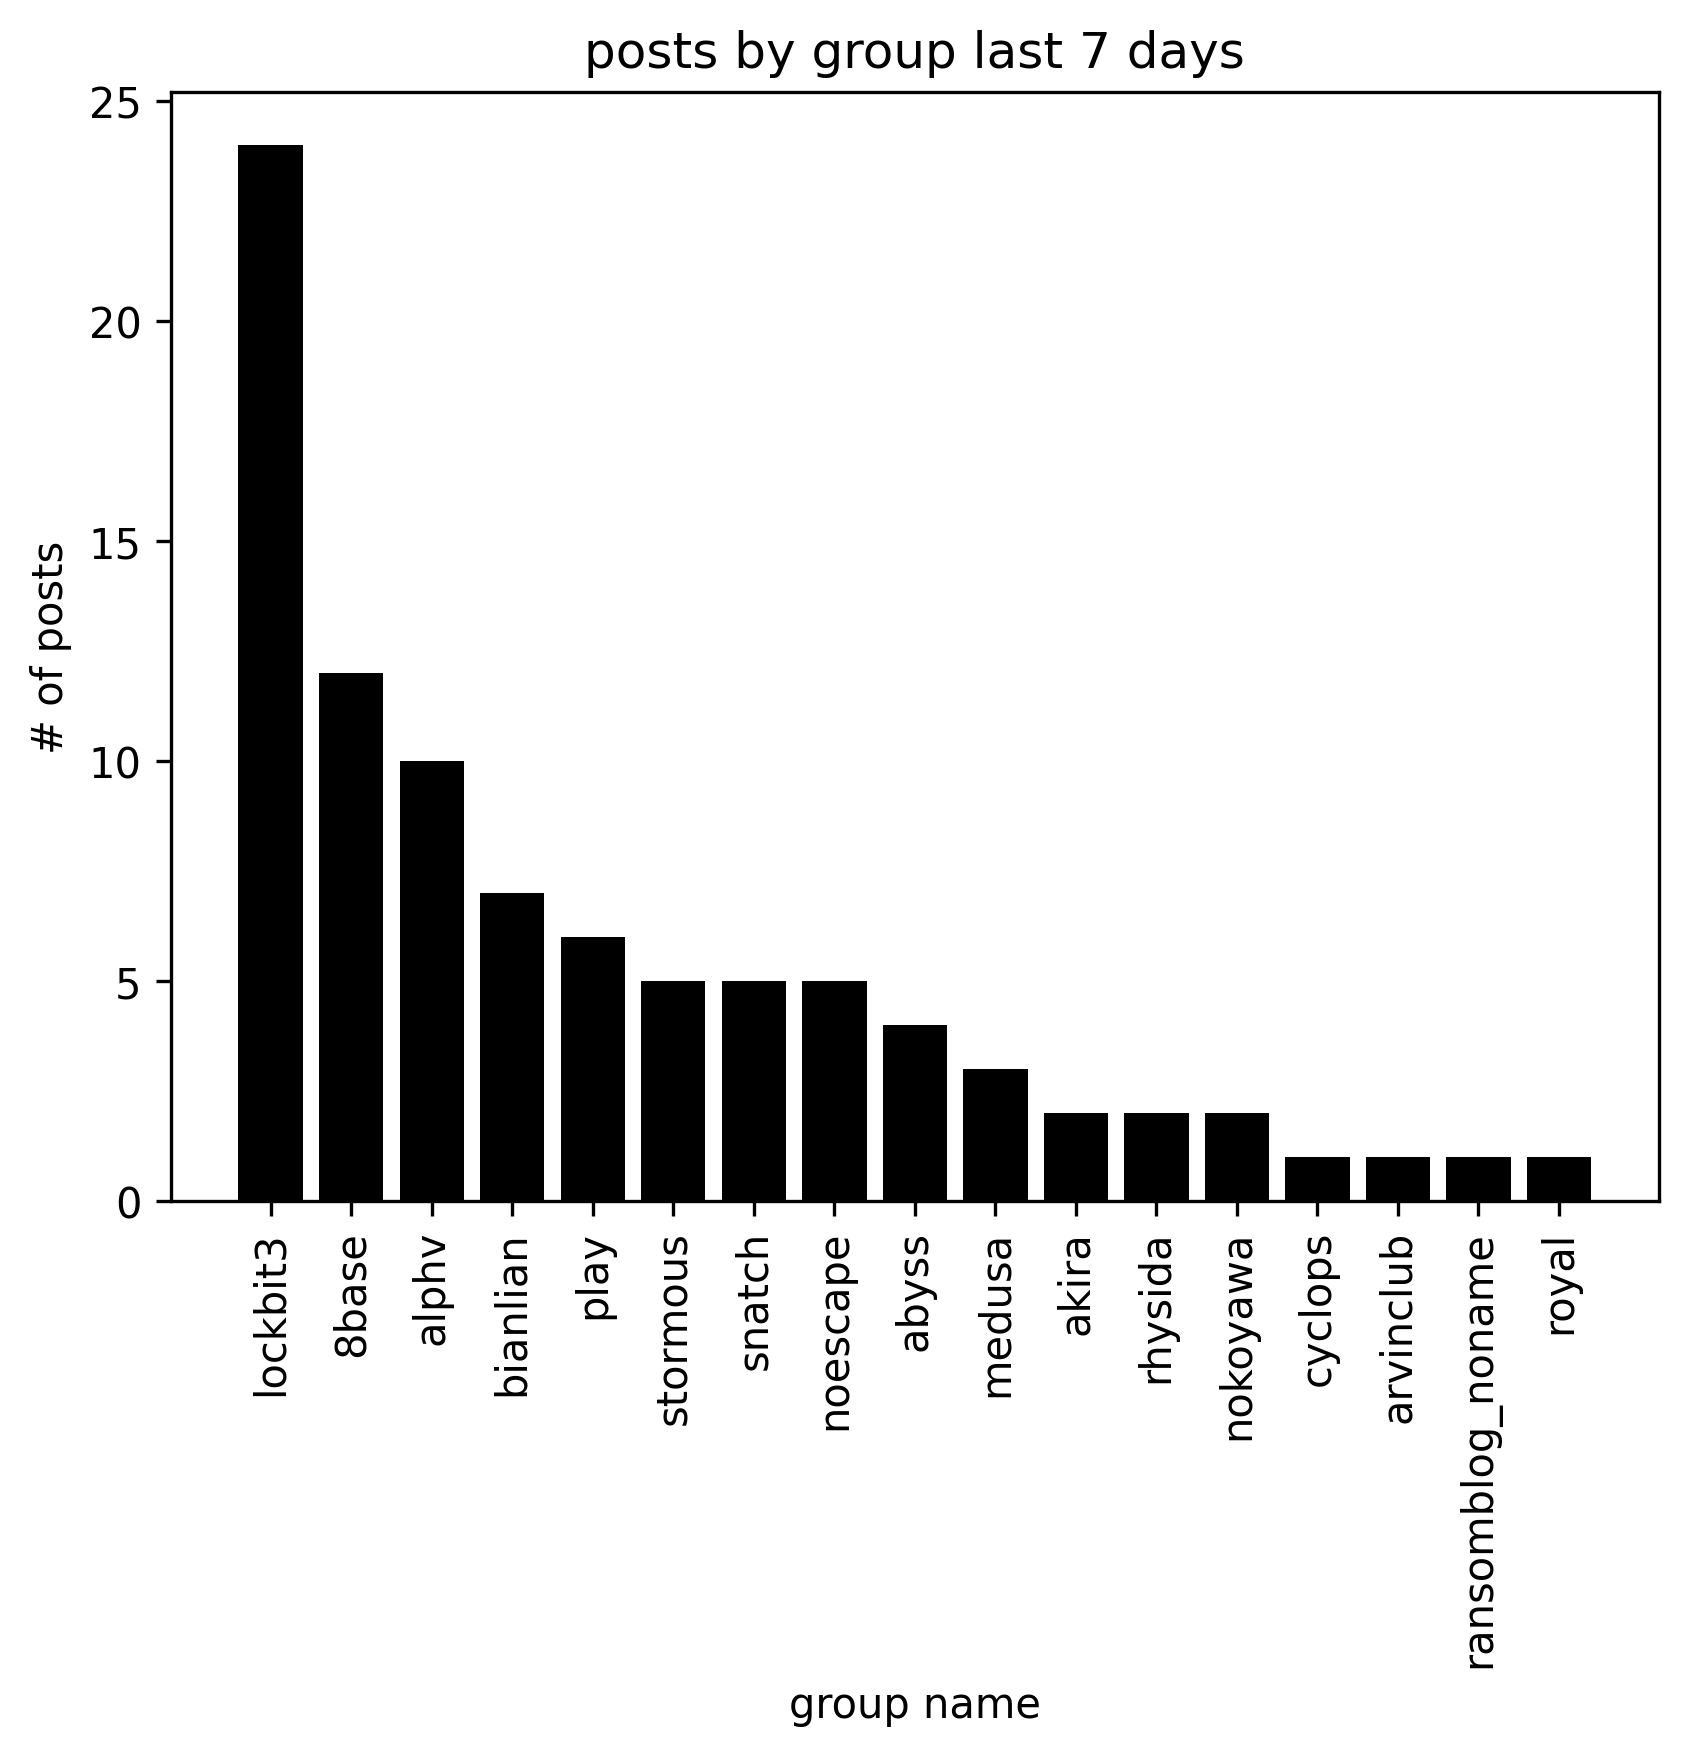 posts by group last 7 days
25
20
15
10
5
0
# of posts
lockbit3
8base
alphv
bianlian
play
stormous
snatch
noescape
abyss
medusa
akira
rhysida
nokoyawa
cyclops
arvinclub
ransomblog_noname
royal
group name